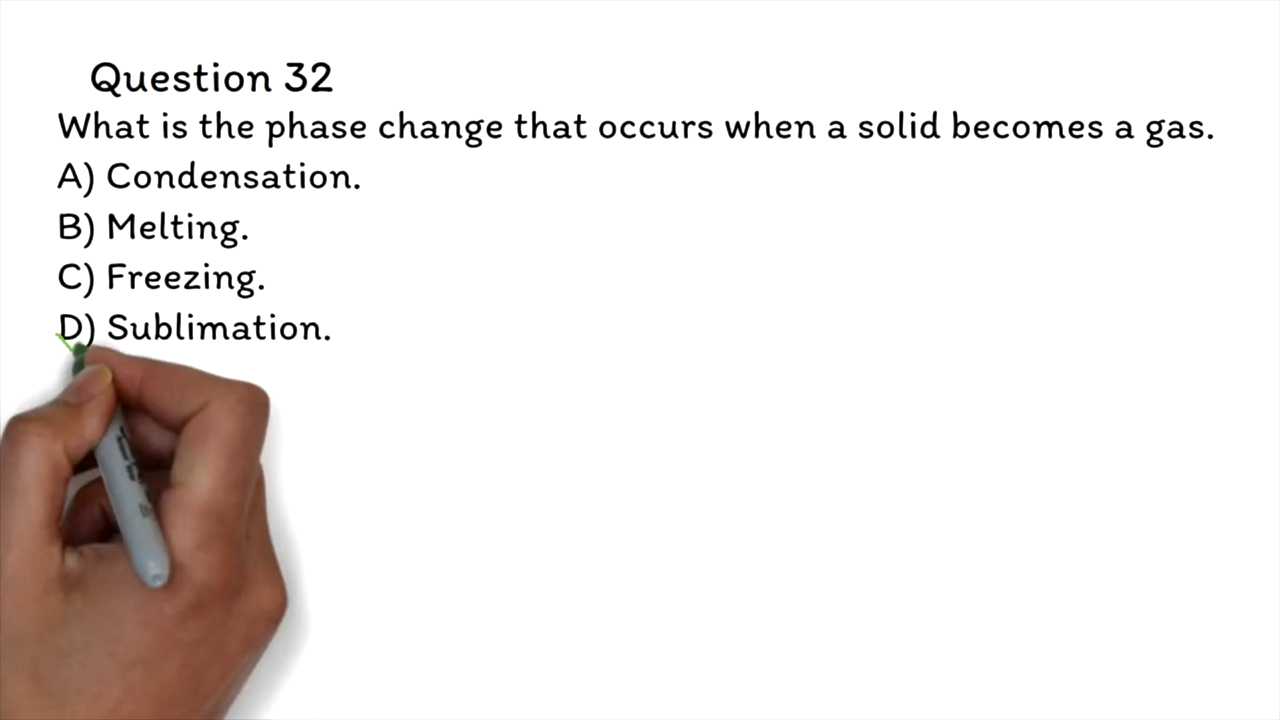 Question 32
What is the phase change that occurs when a solid becomes a gas.
A) Condensation.
B) Melting.
C) Freezing.
D) Sublimation.